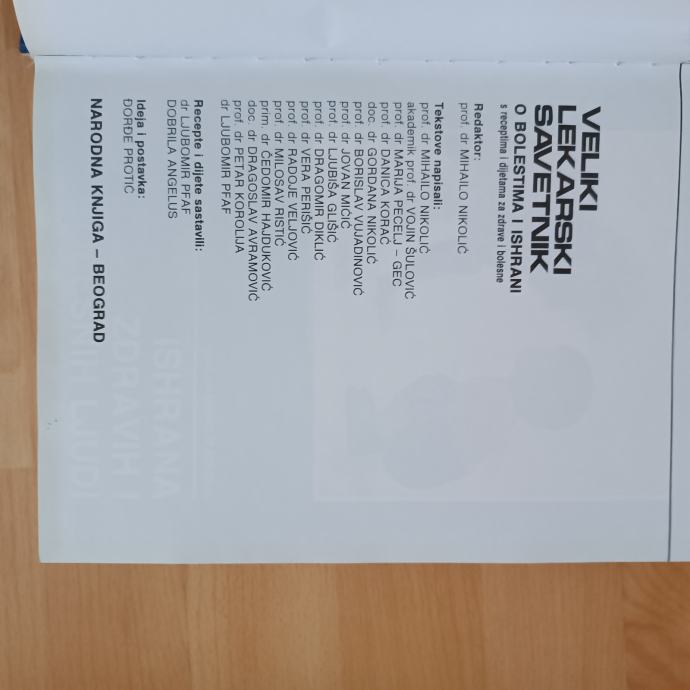 VELIKI
LEKARSKI
SAVETNIK
O BOLESTIMA I ISHRANI
s receptima i dijetama za zdrave i bolesne
Redaktor:
prof. dr MIHAILO NIKOLIĆ
Tekstove napisali:
prof. dr MIHAILO NIKOLIĆ
akademik prof. dr VOJIN ŠULOVIĆ
prof. dr MARIJA PECELJ – GEC
prof. dr DANICA KORAĆ
doc. dr GORDANA NIKOLIĆ
prof. dr BORISLAV VUJADINOVIĆ
prof. dr JOVAN MIĆIĆ
prof. dr LJUBIŠA GLIŠIĆ
prof. dr DRAGOMIR DIKLIĆ
prof. dr VERA PERIŠIĆ
prof. dr RADOJE VELJOVIĆ
prof. dr MILOSAV RISTIĆ
prim. dr ČEDOMIR HAJDUKOVIĆ
doc. dr DRAGOSLAV AVRAMOVIĆ
prof. dr PETAR KOROLIJA
dr LJUBOMIR PFAF
Recepte i dijete sastavili:
dr LJUBOMIR PFAF
DOBRILA ANGELUS
Ideja i postavka:
ĐORĐE PROTIĆ
NARODNA KNJIGA – BEOGRAD
ISHRANA
ZDRAVIH I
LJUDI